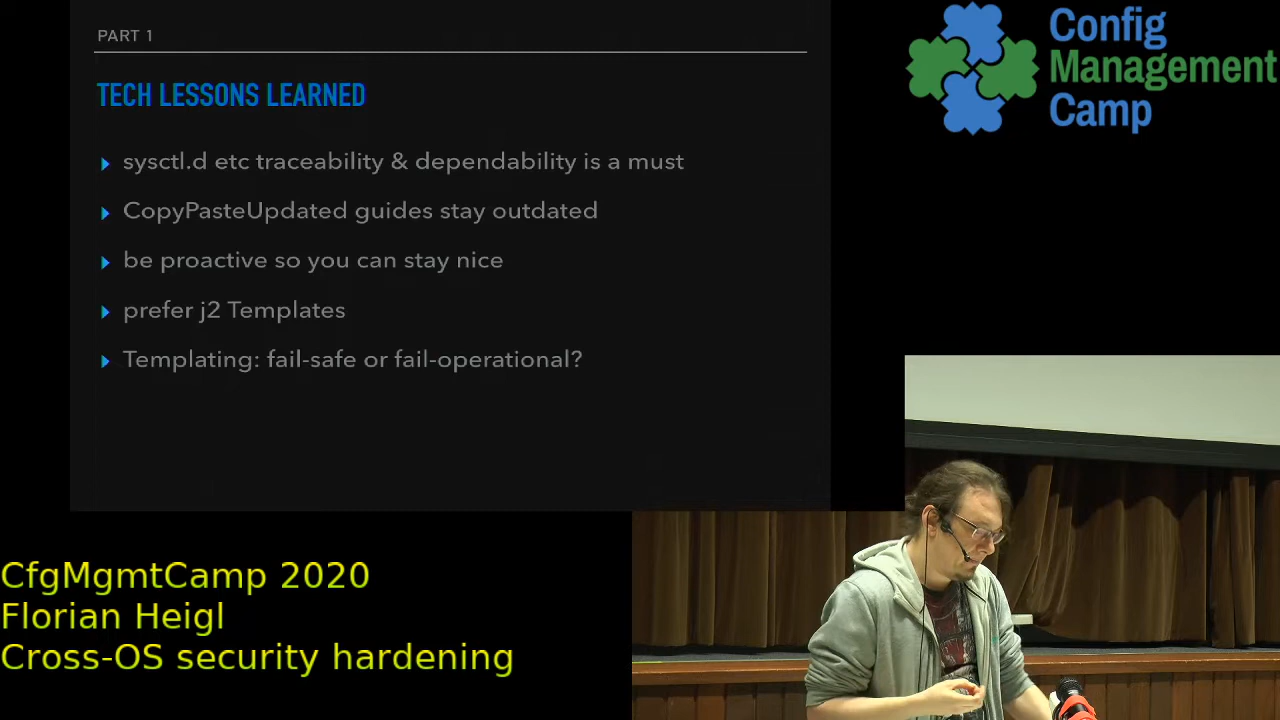 PART 1
TECH LESSONS LEARNED
sysctl.d etc traceability & dependability is a must
CopyPasteUpdated guides stay outdated
be proactive so you can stay nice
prefer j2 Templates
Templating: fail-safe or fail-operational?
Config
Management
Camp
CfgMgmtCamp 2020
Florian Heigl
Cross-OS security hardening